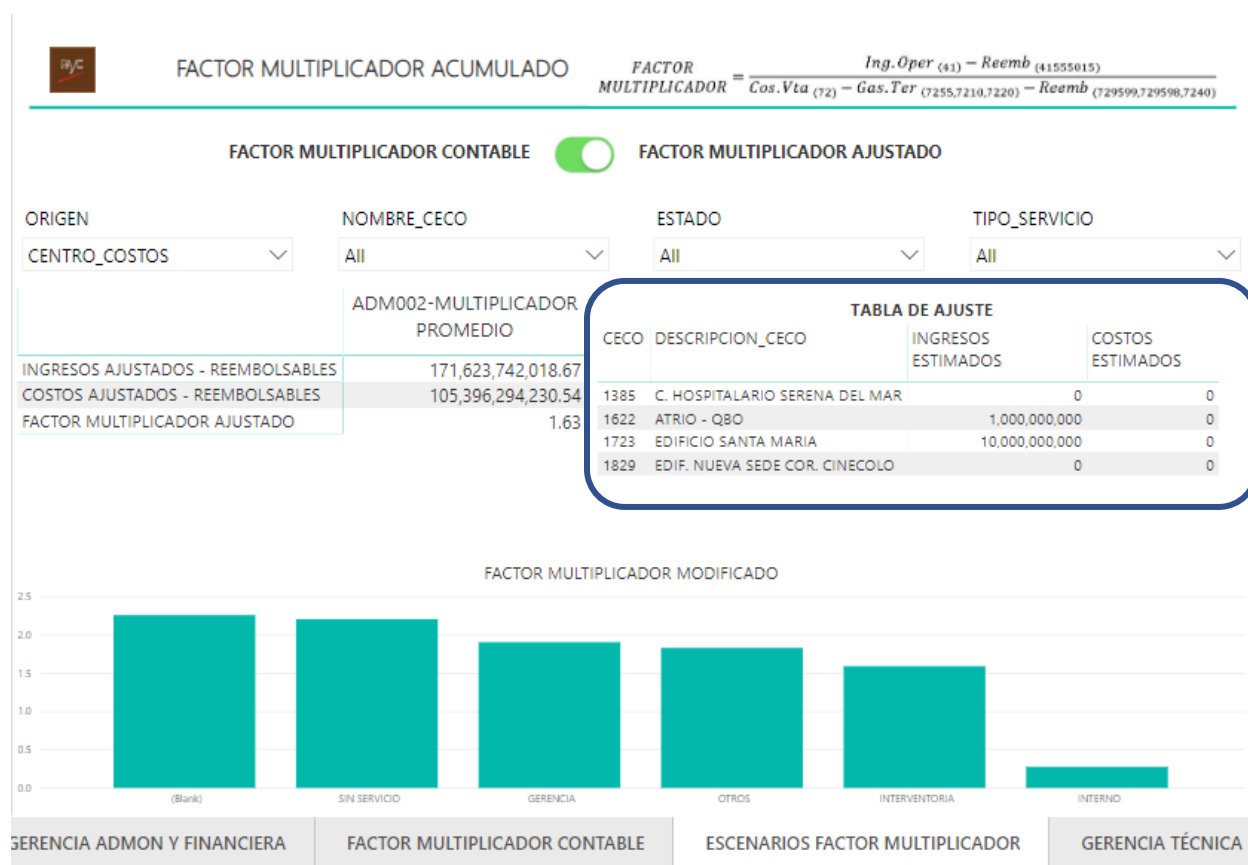 PAYC
FACTOR MULTIPLICADOR ACUMULADO
FACTOR MULTIPLICADOR = Ing.Oper (41) − Reemb (41555015)
Cos.Vta (72) − Gas.Ter (7255,7210,7220) − Reemb (729599,729598,7240)
FACTOR MULTIPLICADOR CONTABLE FACTOR MULTIPLICADOR AJUSTADO
ORIGEN NOMBRE_CECO ESTADO TIPO_SERVICIO
CENTRO_COSTOS All All All
ADM002-MULTIPLICADOR
PROMEDIO
INGRESOS AJUSTADOS - REEMBOLSABLES 171,623,742,018.67
COSTOS AJUSTADOS - REEMBOLSABLES 105,396,294,230.54
FACTOR MULTIPLICADOR AJUSTADO 1.63
TABLA DE AJUSTE
CECO DESCRIPCION_CECO INGRESOS ESTIMADOS COSTOS ESTIMADOS
1385 C. HOSPITALARIO SERENA DEL MAR 0 0
1622 ATRIO - QBO 1,000,000,000 0
1723 EDIFICIO SANTA MARIA 10,000,000,000 0
1829 EDIF. NUEVA SEDE COR. CINECOLO 0 0
FACTOR MULTIPLICADOR MODIFICADO
2.5
2.0
1.5
1.0
0.5
0.0
(Blank) SIN SERVICIO GERENCIA OTROS INTERVENTORIA INTERNO
GERENCIA ADMON Y FINANCIERA FACTOR MULTIPLICADOR CONTABLE ESCENARIOS FACTOR MULTIPLICADOR GERENCIA TÉCNICA